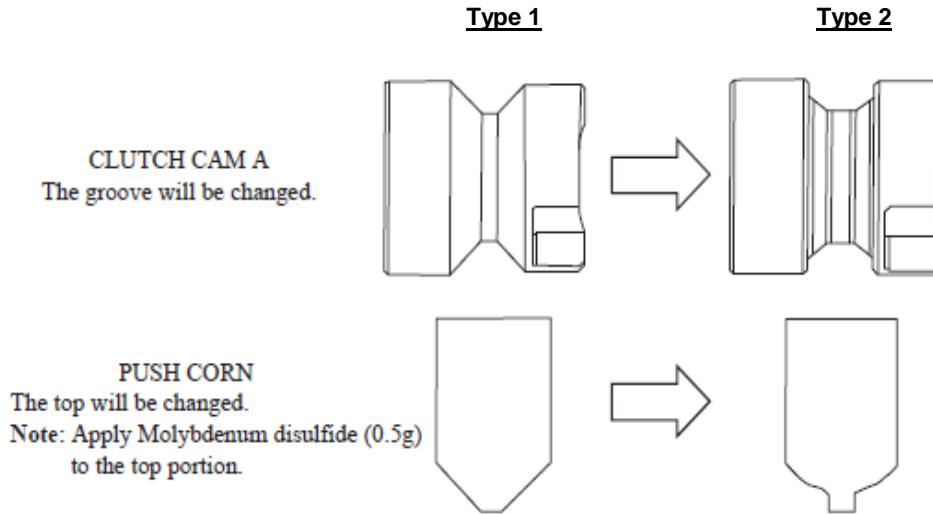 Type 1
Type 2
CLUTCH CAM A
The groove will be changed.
PUSH CORN
The top will be changed.
Note: Apply Molybdenum disulfide (0.5g)
to the top portion.